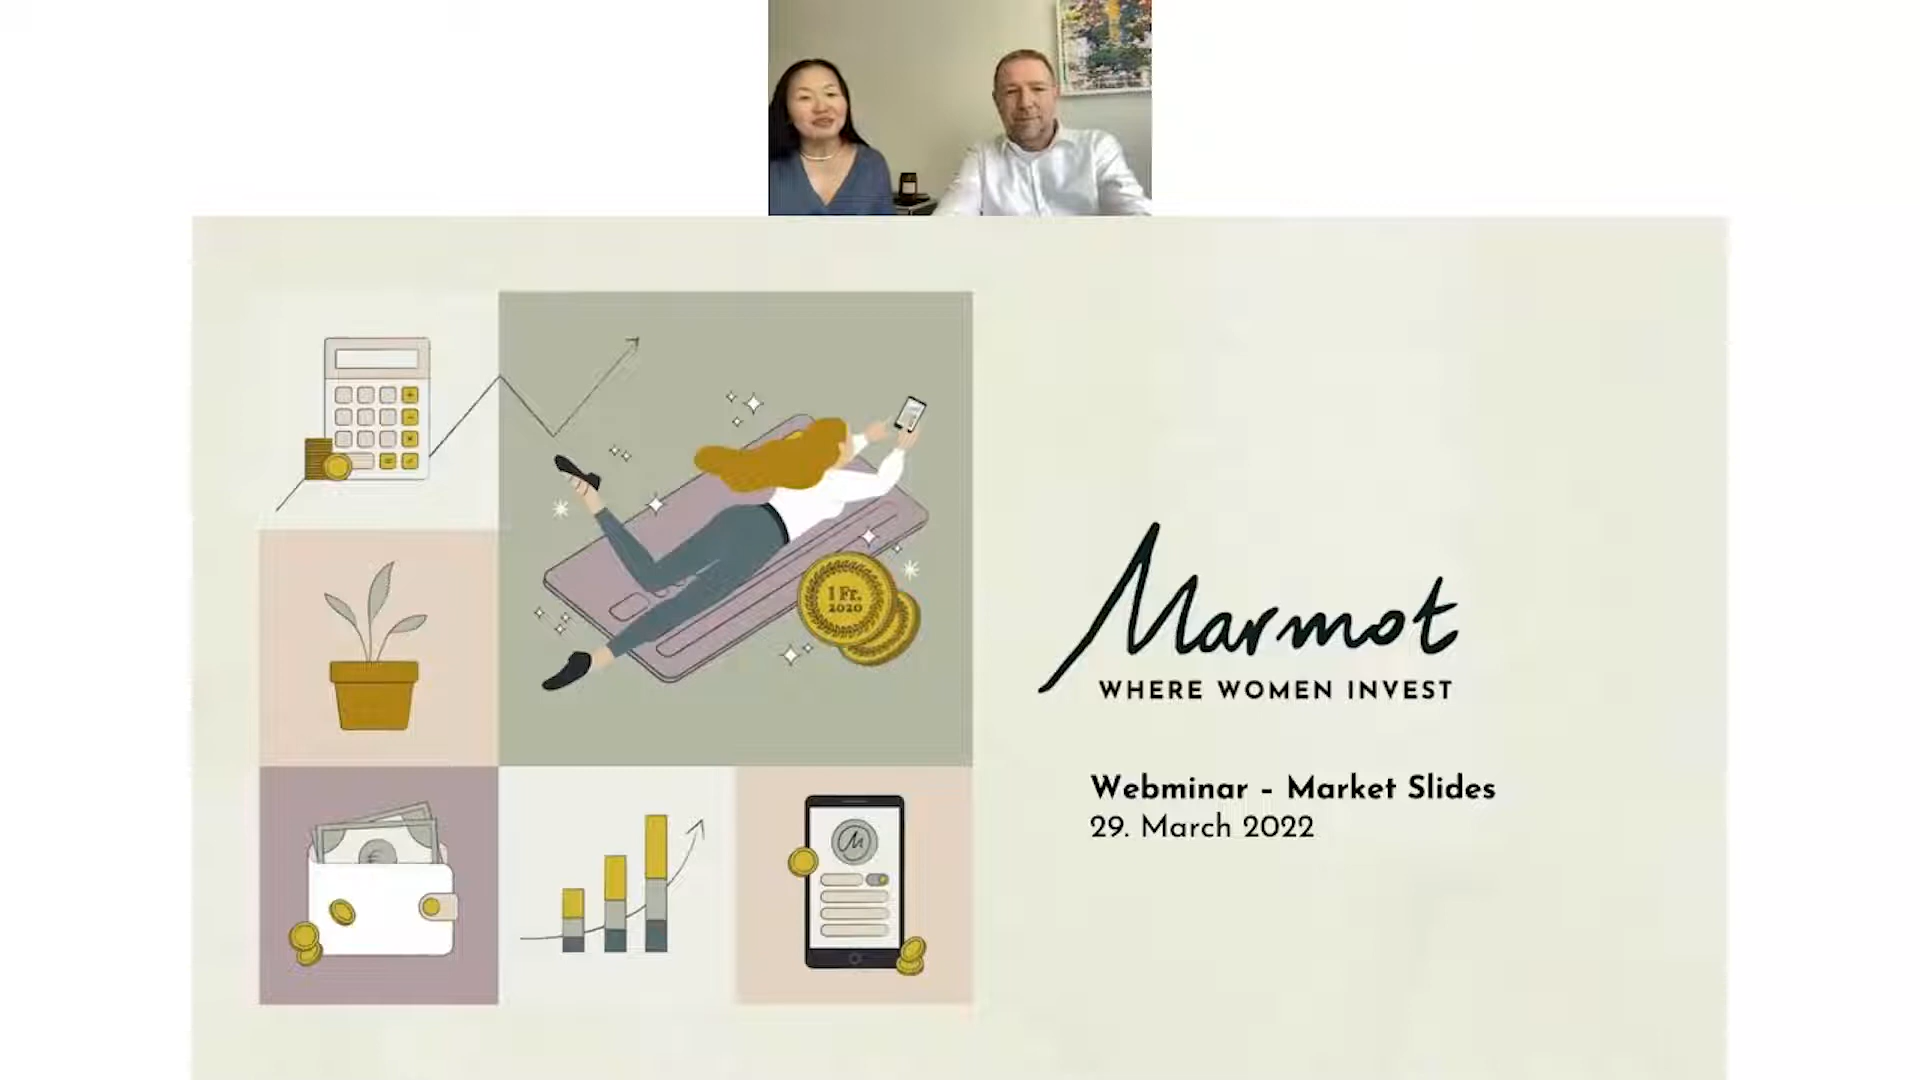 1 Fr.
2020
Marmot
WHERE WOMEN INVEST
Webminar – Market Slides
29. March 2022